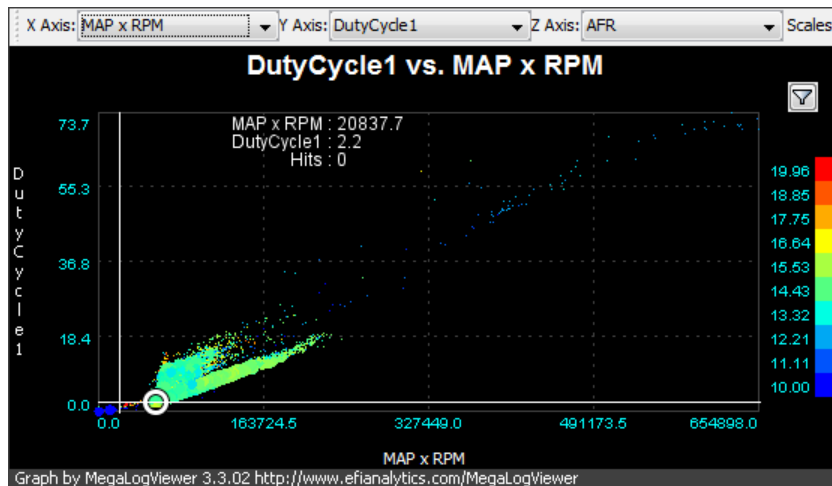 X Axis: MAP x RPM Y Axis: DutyCycle1 Z Axis: AFR Scales
DutyCycle1 vs. MAP x RPM
MAP x RPM : 20837.7
DutyCycle1 : 2.2
Hits : 0
73.7
55.3
36.8
18.4
0.0
DutyCycle1
19.96
18.85
17.75
16.64
15.53
14.43
13.32
12.21
11.11
10.00
0.0 163724.5 327449.0 491173.5 654898.0
MAP x RPM
Graph by MegaLogViewer 3.3.02 http://www.efianalytics.com/MegaLogViewer